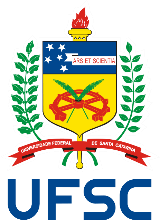 ARS ET SCIENTIA
UNIVERSIDADE FEDERAL DE SANTA CATARINA
UFSC